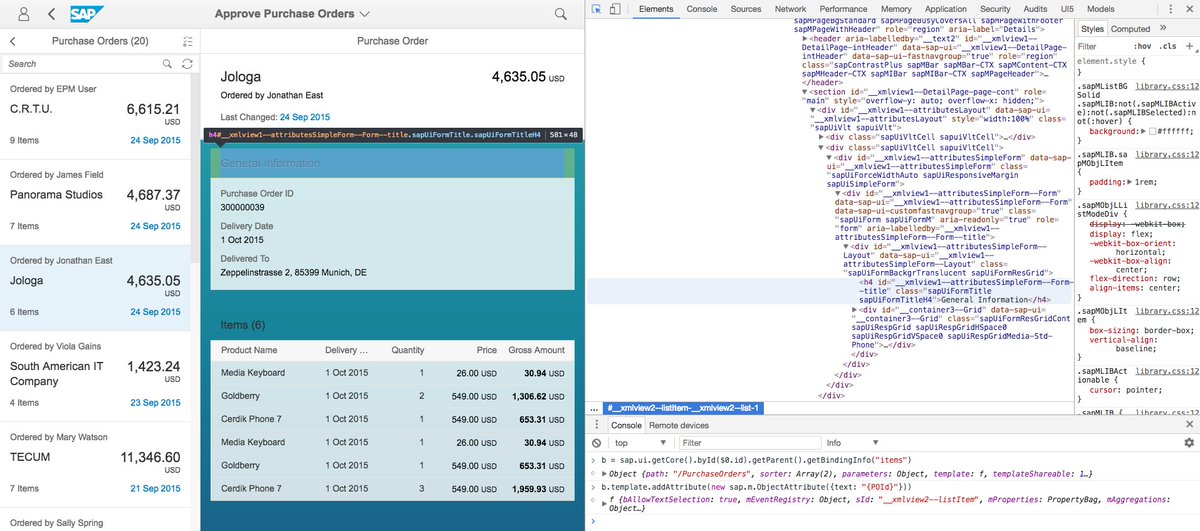 SAP
Approve Purchase Orders
Purchase Orders (20)
Search
Ordered by EPM User
C.R.T.U.
6,615.21
USD
9 Items
24 Sep 2015
Ordered by James Field
Panorama Studios
4,687.37
USD
7 Items
24 Sep 2015
Ordered by Jonathan East
Jologa
4,635.05
USD
6 Items
24 Sep 2015
Ordered by Viola Gains
South American IT
Company
1,423.24
USD
4 Items
23 Sep 2015
Ordered by Mary Watson
TECUM
11,346.60
USD
7 Items
21 Sep 2015
Ordered by Sally Spring
Purchase Order
Jologa
4,635.05 USD
Ordered by Jonathan East
Last Changed: 24 Sep 2015
h4#__xmlview1--attributesSimpleForm--Form--title.sapUiFormTitle.sapUiFormTitleH4 | 581×48
General Information
Purchase Order ID
300000039
Delivery Date
1 Oct 2015
Delivered To
Zeppelinstrasse 2, 85399 Munich, DE
Items (6)
Product Name Delivery ... Quantity Price Gross Amount
Media Keyboard 1 Oct 2015 1 26.00 USD 30.94 USD
Goldberry 1 Oct 2015 2 549.00 USD 1,306.62 USD
Cerdik Phone 7 1 Oct 2015 1 549.00 USD 653.31 USD
Media Keyboard 1 Oct 2015 1 26.00 USD 30.94 USD
Goldberry 1 Oct 2015 1 549.00 USD 653.31 USD
Cerdik Phone 7 1 Oct 2015 3 549.00 USD 1,959.93 USD
Elements Console Sources Network Performance Memory Application Security Audits UI5 Models
sapMPageBgStandard sapMPageBusyCoversAll sapMPageWithFooter
sapMPageWithHeader" role="region" aria-label="Details">
<header aria-labelledby="__text2" id="__xmlview1--
DetailPage-intHeader" data-sap-ui="__xmlview1--DetailPage-
intHeader" data-sap-ui-fastnavgroup="true" role="region"
class="sapContrastPlus sapMBar sapMBar-CTX sapMContent-CTX
sapMHeader-CTX sapMIBar sapMIBar-CTX sapMPageHeader">…
</header>
<section id="__xmlview1--DetailPage-page-cont" role=
"main" style="overflow-y: auto; overflow-x: hidden;">
<div id="__xmlview1--attributesLayout" data-sap-ui=
"__xmlview1--attributesLayout" style="width:100%" class=
"sapUiVlt sapuiVlt">
<div class="sapUiVltCell sapuiVltCell">…</div>
<div class="sapUiVltCell sapuiVltCell">
<div id="__xmlview1--attributesSimpleForm" data-sap-
ui="__xmlview1--attributesSimpleForm" class=
"sapUiForceWidthAuto sapUiResponsiveMargin
sapUiSimpleForm">
<div id="__xmlview1--attributesSimpleForm--Form"
data-sap-ui="__xmlview1--attributesSimpleForm--Form"
data-sap-ui-customfastnavgroup="true" class=
"sapUiForm sapUiFormM" aria-readonly="true" role=
"form" aria-labelledby="__xmlview1--
attributesSimpleForm--Form--title">
<div id="__xmlview1--attributesSimpleForm--
Layout" data-sap-ui="__xmlview1--
attributesSimpleForm--Layout" class=
"sapUiFormBackgrTranslucent sapUiFormResGrid">
<h4 id="__xmlview1--attributesSimpleForm--Form-
-title" class="sapUiFormTitle
sapUiFormTitleH4">General Information</h4>
<div id="__container3--Grid" data-sap-ui=
"__container3--Grid" class="sapUiFormResGridCont
sapUiRespGrid sapUiRespGridHSpace0
sapUiRespGridVSpace0 sapUiRespGridMedia-Std-
Phone">…</div>
</div>
</div>
</div>
</div>
... #__xmlview2--listItem-__xmlview2--list-1
Styles Computed »
Filter :hov .cls +
element.style {
}
.sapMListBG library.css:12
Solid
.sapMLIB:not(.sapMLIBActive):not(.sapMLIBSelected):not(:hover) {
background: #ffffff;
}
.sapMLIB.sa library.css:12
pMObjLItem
{
padding: 1rem;
}
.sapMObjLLi library.css:12
stModeDiv {
display: -webkit-box;
display: flex;
-webkit-box-orient:
horizontal;
-webkit-box-align:
center;
flex-direction: row;
align-items: center;
}
.sapMObjLIt library.css:12
em {
box-sizing: border-box;
vertical-align:
baseline;
}
.sapMLIBAct library.css:12
ionable {
cursor: pointer;
}
.sapMLIB { library.css:12
Console Remote devices
top Filter Info
b = sap.ui.getCore().byId($0.id).getParent().getBindingInfo("items")
Object {path: "/PurchaseOrders", sorter: Array(2), parameters: Object, template: f, templateShareable: 1…}
b.template.addAttribute(new sap.m.ObjectAttribute({text: "{POId}"}))
f {bAllowTextSelection: true, mEventRegistry: Object, sId: "__xmlview2--listItem", mProperties: PropertyBag, mAggregations:
Object…}